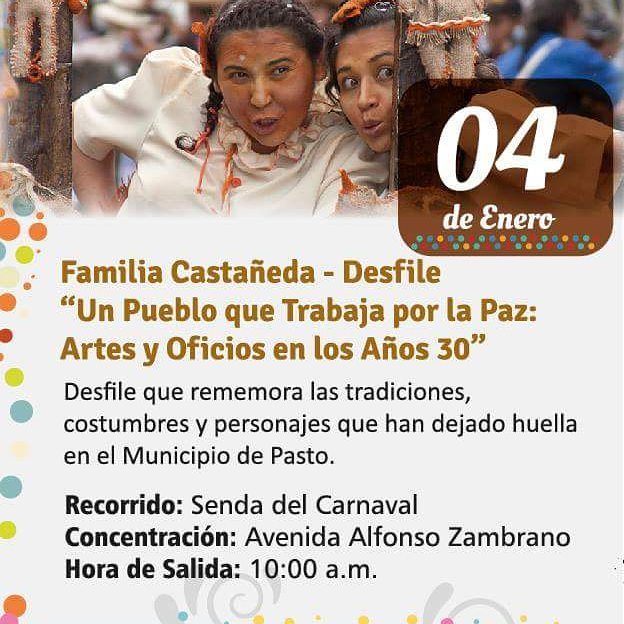 04
de Enero
Familia Castañeda - Desfile
“Un Pueblo que Trabaja por la Paz:
Artes y Oficios en los Años 30”
Desfile que rememora las tradiciones,
costumbres y personajes que han dejado huella
en el Municipio de Pasto.
Recorrido: Senda del Carnaval
Concentración: Avenida Alfonso Zambrano
Hora de Salida: 10:00 a.m.